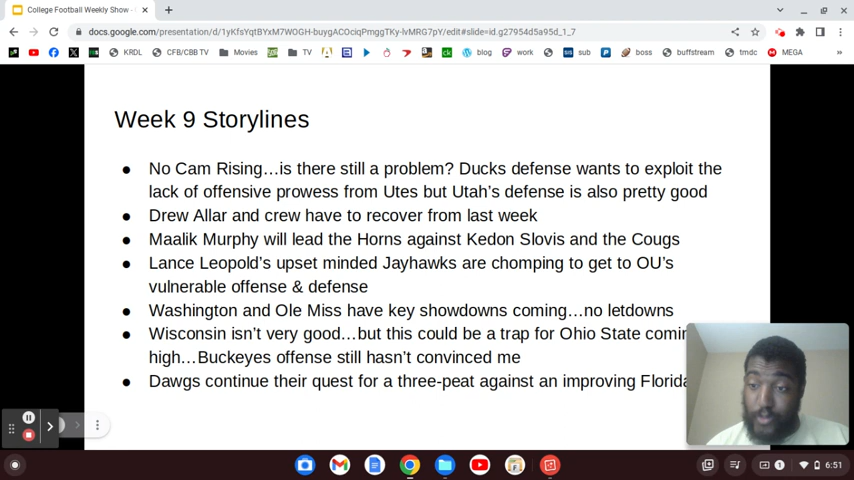 College Football Weekly Show -
docs.google.com/presentation/d/1yKfsYqtBYxM7WOGH-buygACOciqPmggTKy-lvMRG7pY/edit#slide=id.g27954d5a95d_1_7
KRDL
CFB/CBB TV
Movies
TV
blog
work
sub
boss
buffstream
tmdc
MEGA
»
Week 9 Storylines
● No Cam Rising…is there still a problem? Ducks defense wants to exploit the
lack of offensive prowess from Utes but Utah's defense is also pretty good
● Drew Allar and crew have to recover from last week
● Maalik Murphy will lead the Horns against Kedon Slovis and the Cougs
● Lance Leopold's upset minded Jayhawks are chomping to get to OU's
vulnerable offense & defense
● Washington and Ole Miss have key showdowns coming…no letdowns
● Wisconsin isn't very good…but this could be a trap for Ohio State
high…Buckeyes offense still hasn't convinced me
● Dawgs continue their quest for a three-peat against an improving Florida
1
6:51